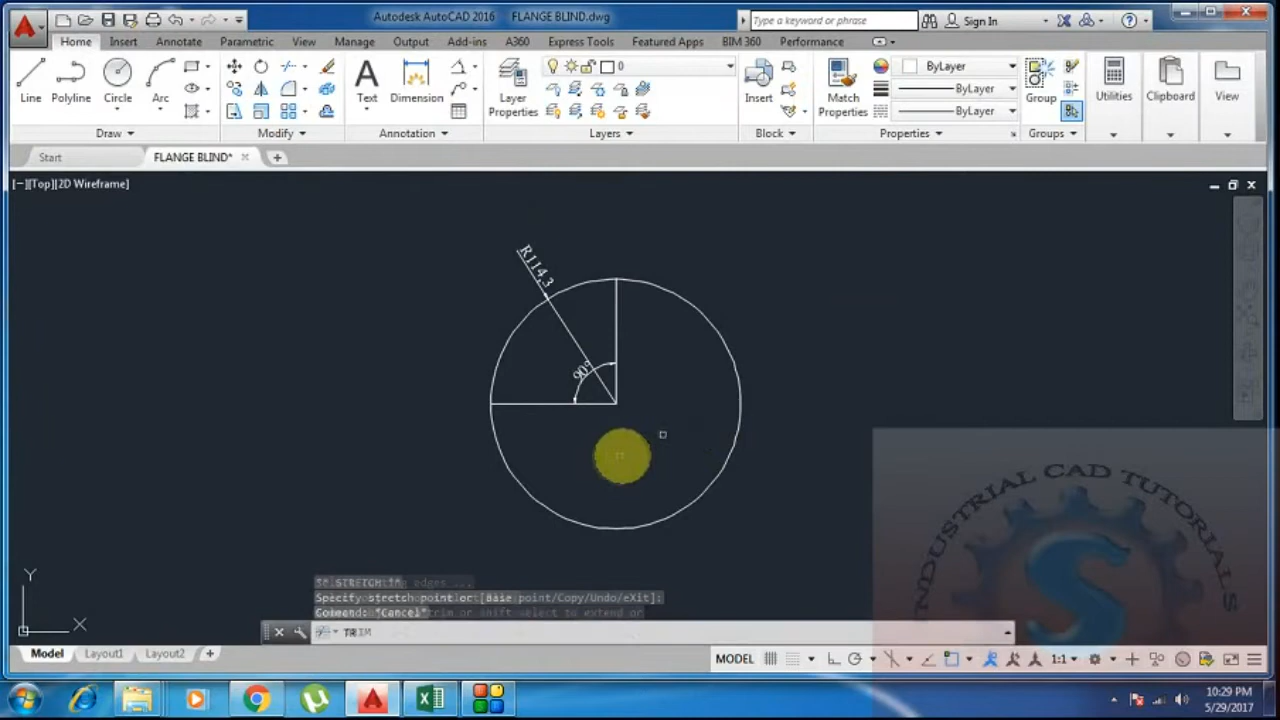 Autodesk AutoCAD 2016 FLANGE BLIND.dwg
Type a keyword or phrase
Sign In
Home Insert Annotate Parametric View Manage Output Add-ins A360 Express Tools Featured Apps BIM 360 Performance
0
ByLayer
ByLayer
ByLayer
Line Polyline Circle Arc Text Dimension Layer Properties Insert Match Properties Group Utilities Clipboard View
Draw Modify Annotation Layers Block Properties Groups
Start FLANGE BLIND*
[−][Top][2D Wireframe]
R114,3
90°
INDUSTRIAL CAD TUTORIALS
S
Y
X
Specify stretch point or [Base point/Copy/Undo/eXit]:
Command: *Cancel*
TRIM
Model Layout1 Layout2
MODEL 1:1
10:29 PM
5/29/2017